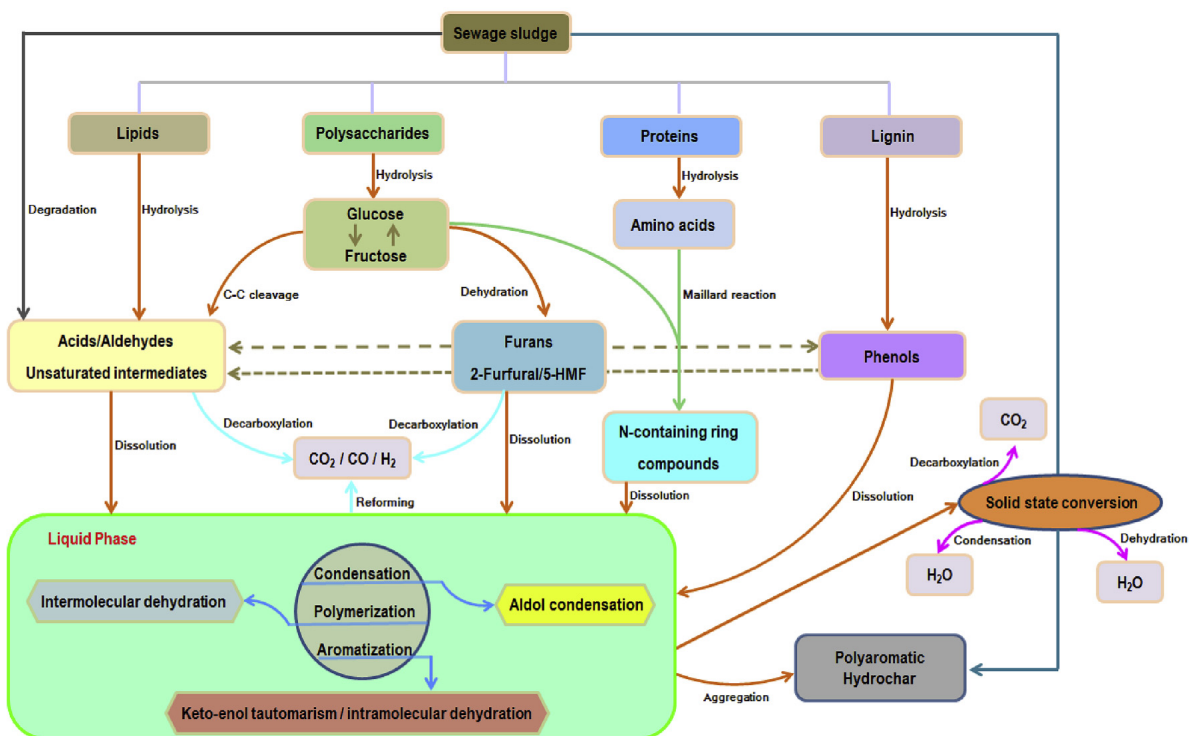 Sewage sludge
Lipids
Polysaccharides
Proteins
Lignin
Hydrolysis
Hydrolysis
Degradation
Hydrolysis
Hydrolysis
Glucose
Fructose
Amino acids
C-C cleavage
Dehydration
Maillard reaction
Acids/Aldehydes
Unsaturated intermediates
Furans
2-Furfural/5-HMF
Phenols
Decarboxylation
Decarboxylation
Dissolution
Dissolution
CO₂ / CO / H₂
N-containing ring
compounds
CO₂
Decarboxylation
Dissolution
Reforming
Dissolution
Solid state conversion
Liquid Phase
Condensation
Dehydration
H₂O
H₂O
Condensation
Intermolecular dehydration
Polymerization
Aldol condensation
Aromatization
Polyaromatic
Hydrochar
Aggregation
Keto-enol tautomarism / intramolecular dehydration